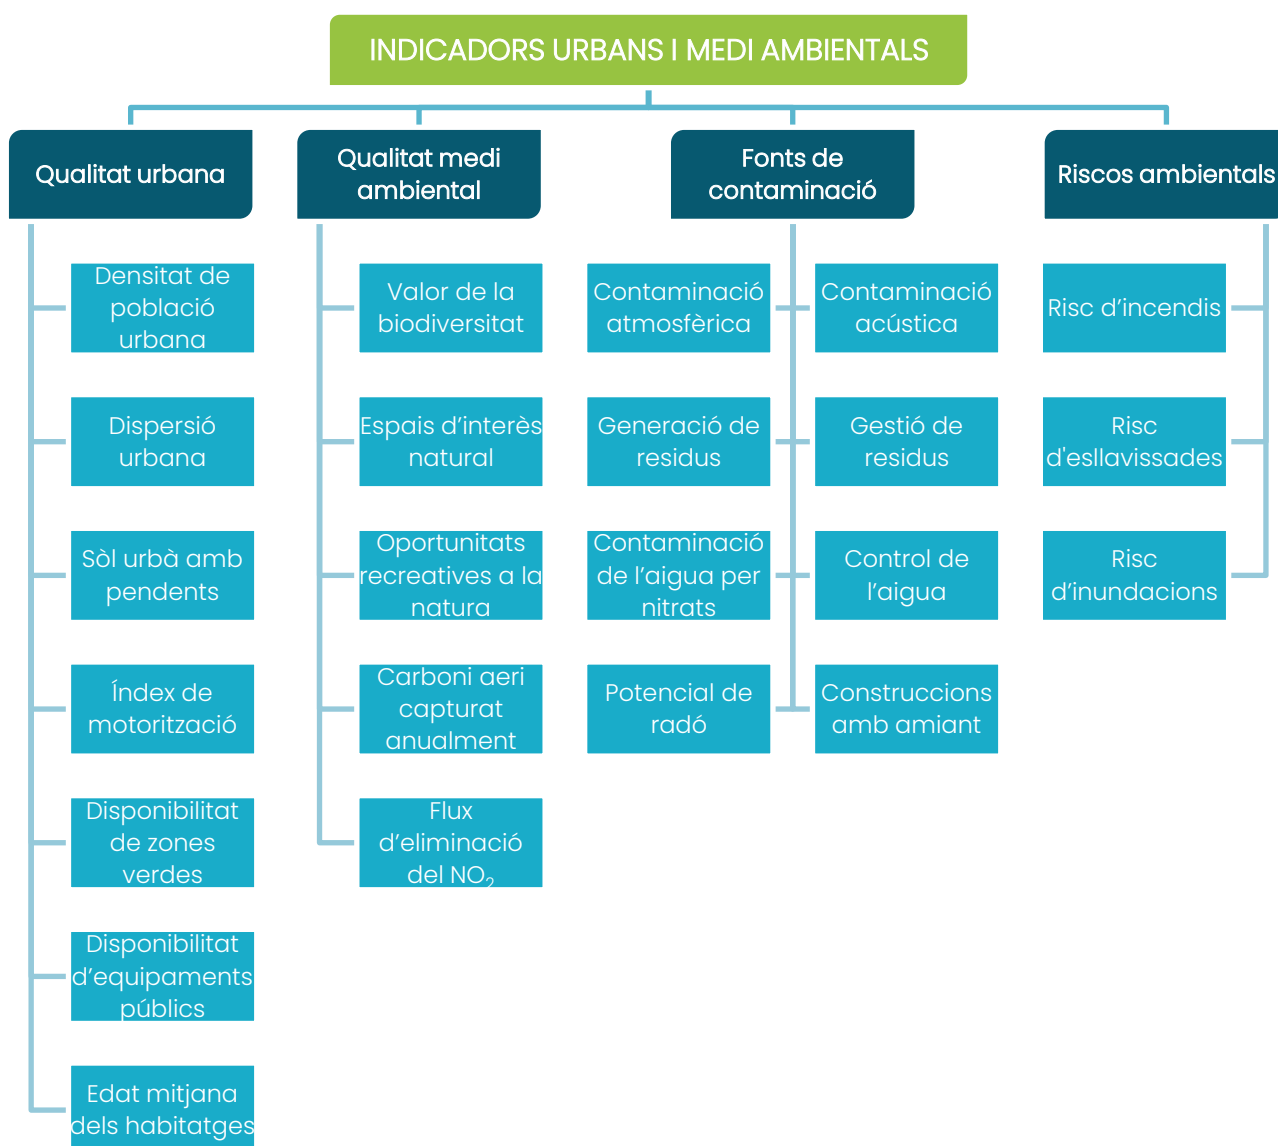 INDICADORS URBANS I MEDI AMBIENTALS
Qualitat urbana
Densitat de
població
urbana
Dispersió
urbana
Sòl urbà amb
pendents
Índex de
motorització
Disponibilitat
de zones
verdes
Disponibilitat
d’equipaments
públics
Edat mitjana
dels habitatges
Qualitat medi
ambiental
Valor de la
biodiversitat
Espais d’interès
natural
Oportunitats
recreatives a la
natura
Carboni aeri
capturat
anualment
Flux
d’eliminació
del NO₂
Fonts de
contaminació
Contaminació
atmosfèrica
Contaminació
acústica
Generació de
residus
Gestió de
residus
Contaminació
de l’aigua per
nitrats
Control de
l’aigua
Potencial de
radó
Construccions
amb amiant
Riscos ambientals
Risc d’incendis
Risc
d'esllavissades
Risc
d’inundacions